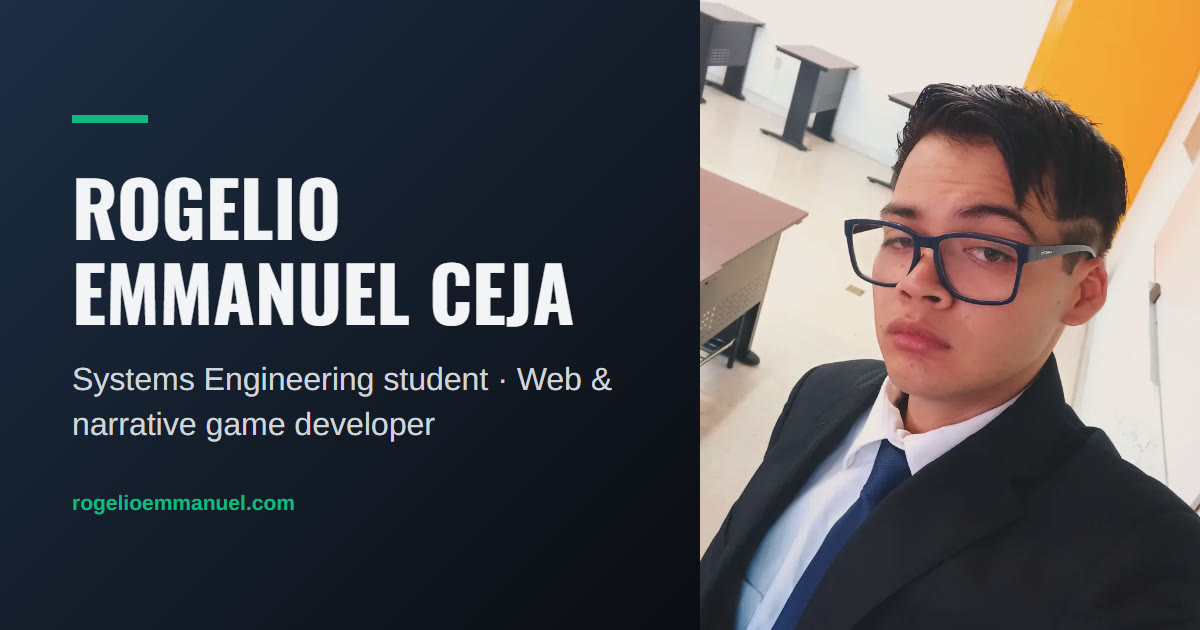 ROGELIO
EMMANUEL CEJA
Systems Engineering student · Web &
narrative game developer
rogelioemmanuel.com